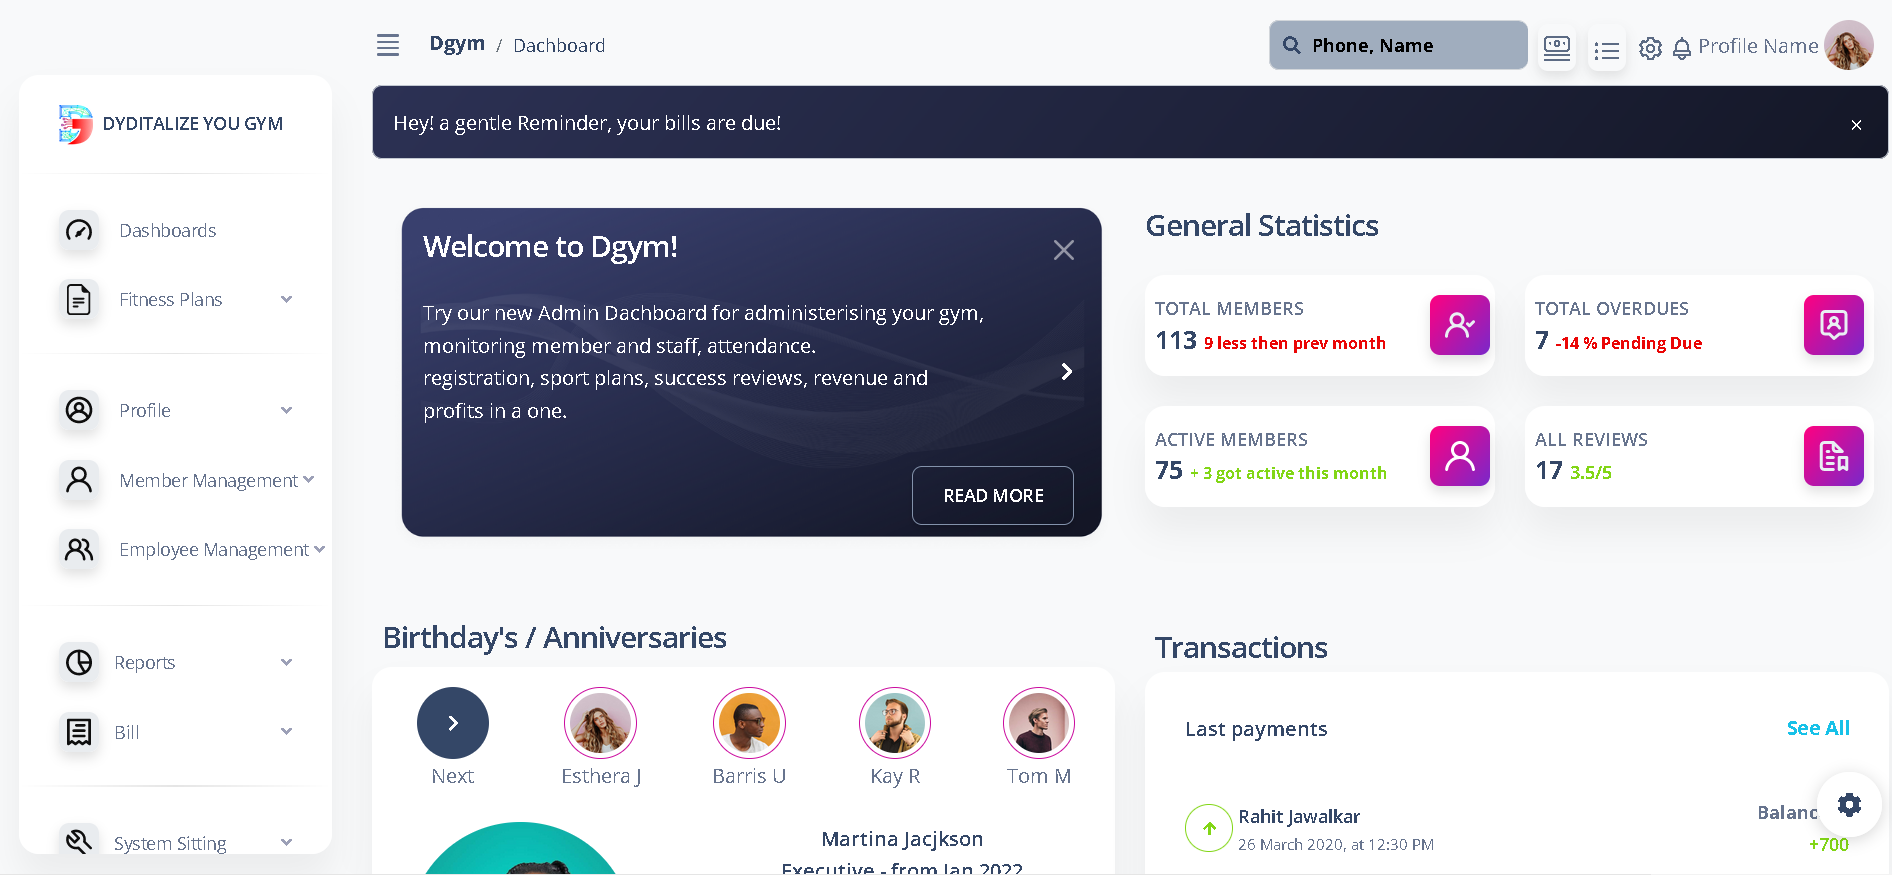 Dgym / Dachboard
Phone, Name
Profile Name
DYDITALIZE YOU GYM
Dashboards
Fitness Plans
Profile
Member Management
Employee Management
Reports
Bill
System Sitting
Hey! a gentle Reminder, your bills are due!
Welcome to Dgym!
Try our new Admin Dachboard for administerising your gym,
monitoring member and staff, attendance.
registration, sport plans, success reviews, revenue and
profits in a one.
READ MORE
General Statistics
TOTAL MEMBERS
113 9 less then prev month
TOTAL OVERDUES
7 -14 % Pending Due
ACTIVE MEMBERS
75 + 3 got active this month
ALL REVIEWS
17 3.5/5
Birthday's / Anniversaries
Next
Esthera J
Barris U
Kay R
Tom M
Martina Jacjkson
Executive - from Jan 2022
Transactions
Last payments
See All
Rahit Jawalkar
26 March 2020, at 12:30 PM
+700